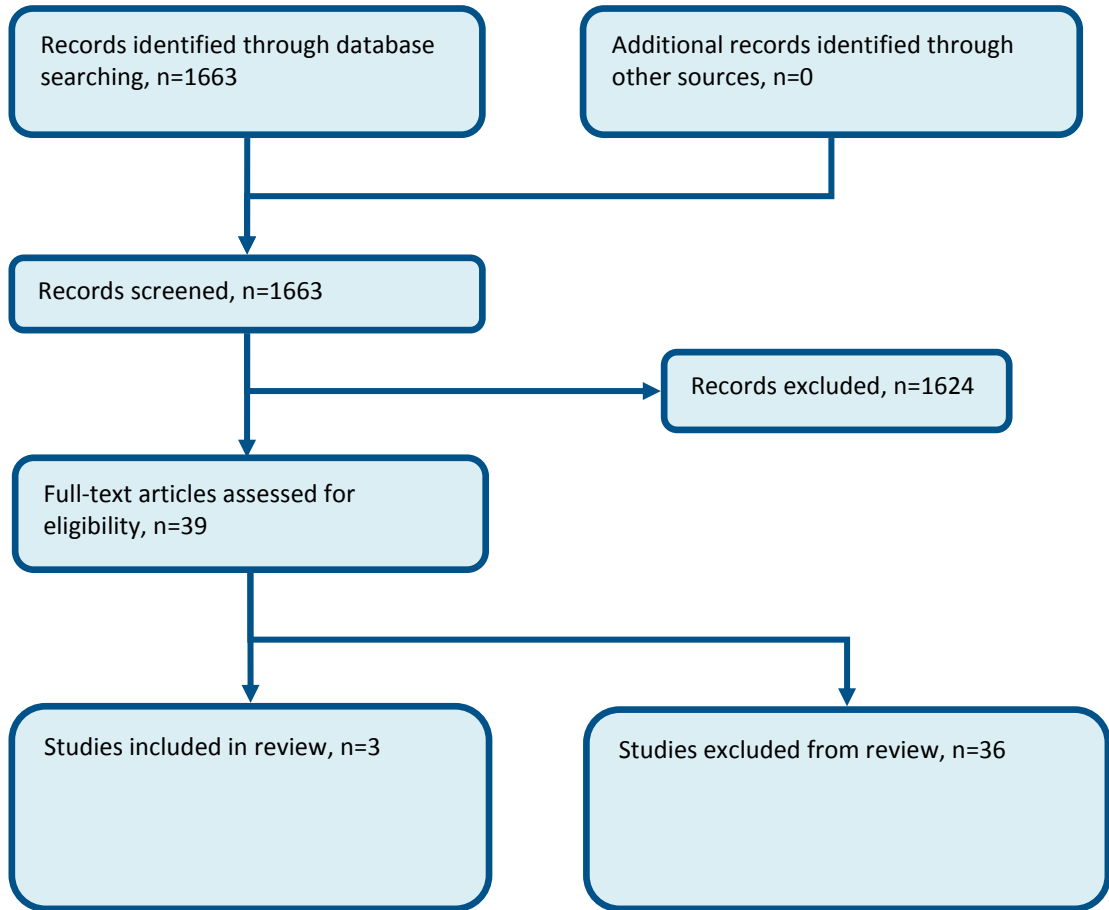 Records identified through database
searching, n=1663
Additional records identified through
other sources, n=0
Records screened, n=1663
Records excluded, n=1624
Full-text articles assessed for
eligibility, n=39
Studies included in review, n=3
Studies excluded from review, n=36